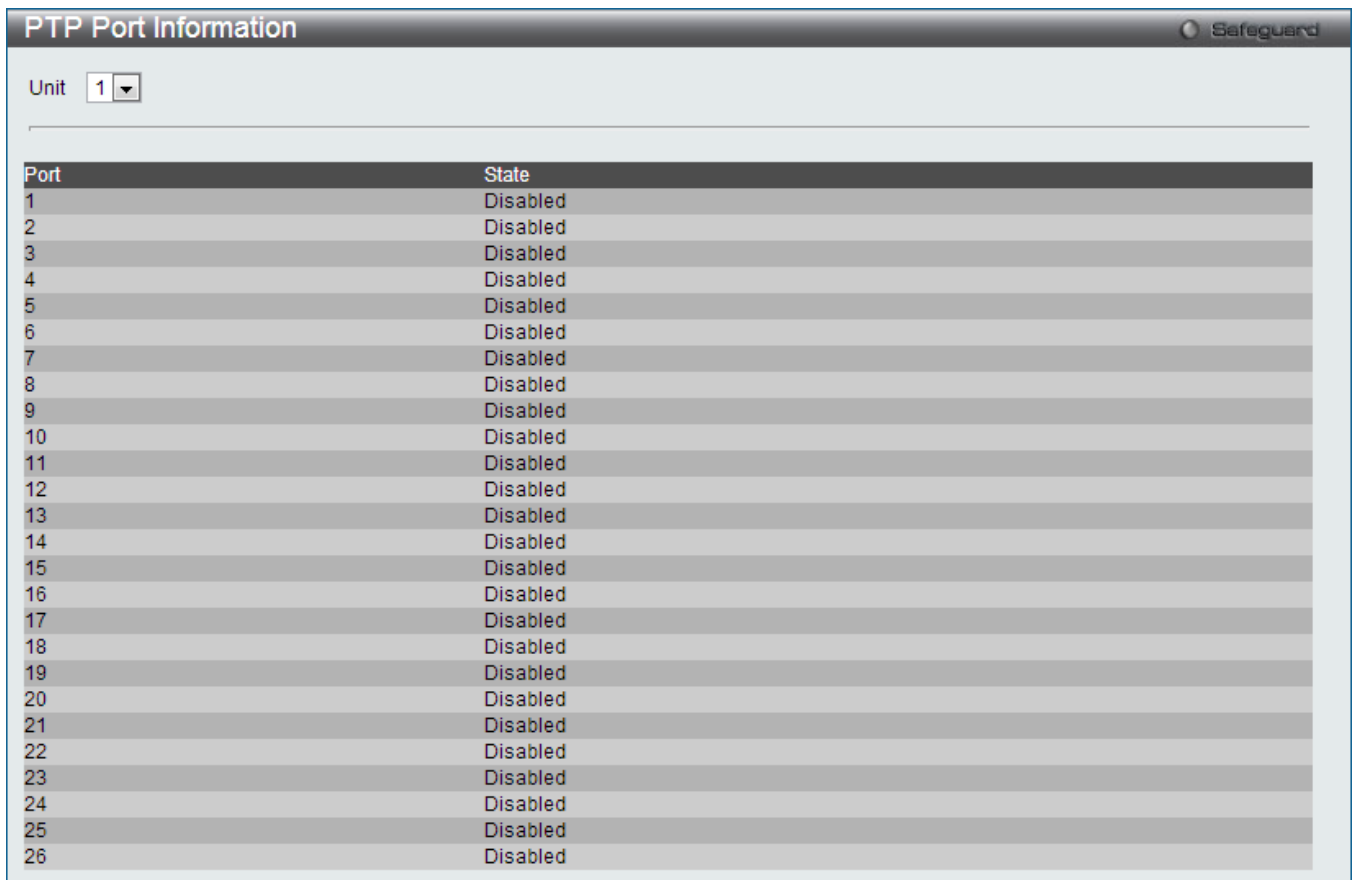 PTP Port Information
Safeguard
Unit 1
Port State
1 Disabled
2 Disabled
3 Disabled
4 Disabled
5 Disabled
6 Disabled
7 Disabled
8 Disabled
9 Disabled
10 Disabled
11 Disabled
12 Disabled
13 Disabled
14 Disabled
15 Disabled
16 Disabled
17 Disabled
18 Disabled
19 Disabled
20 Disabled
21 Disabled
22 Disabled
23 Disabled
24 Disabled
25 Disabled
26 Disabled